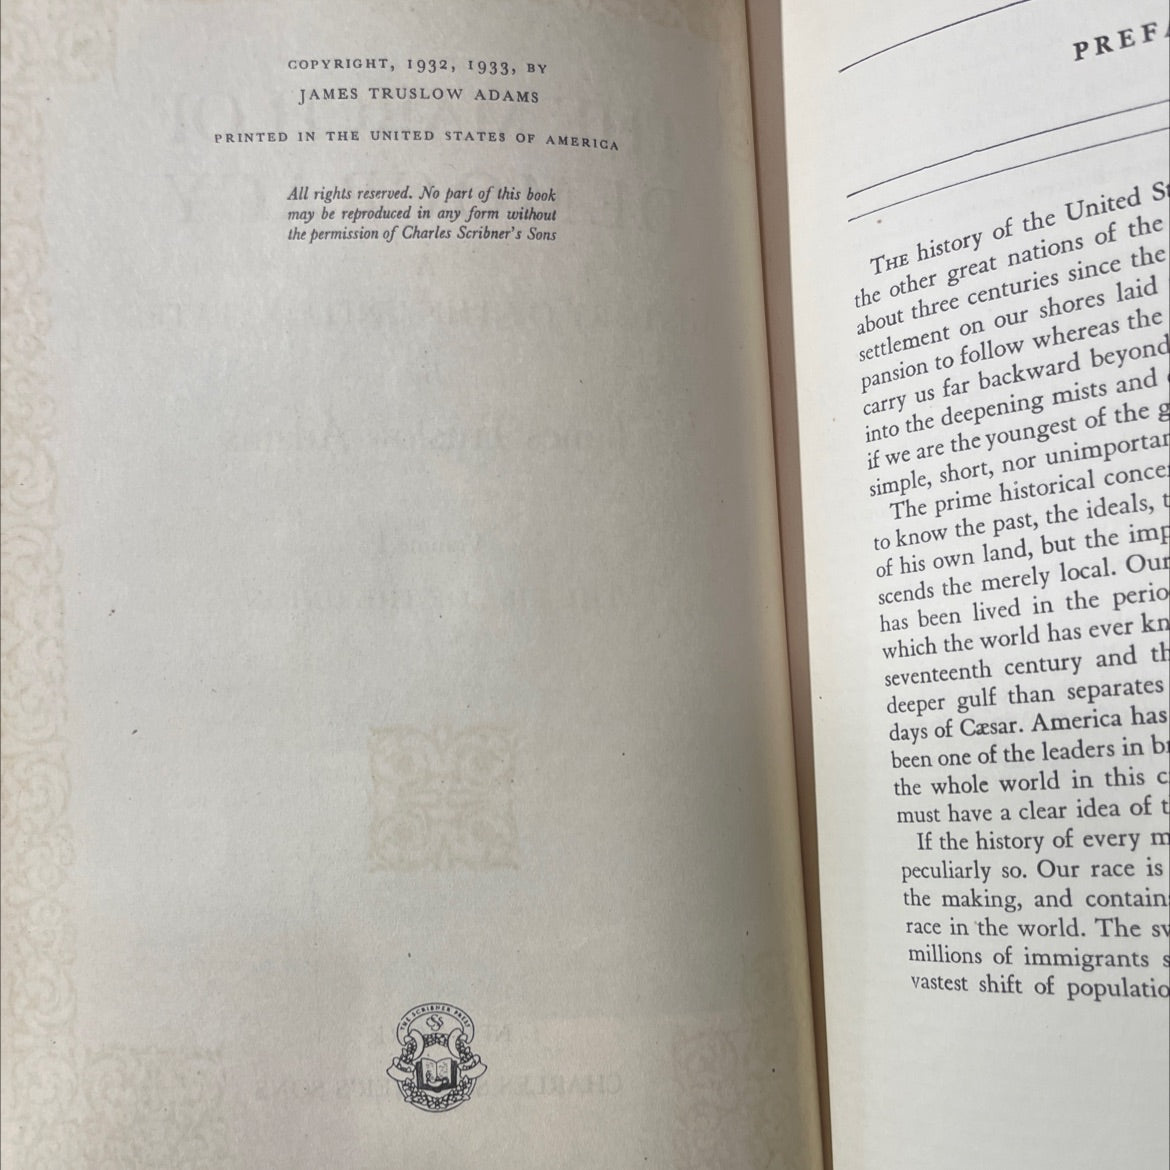 COPYRIGHT, 1932, 1933, BY
JAMES TRUSLOW ADAMS
PRINTED IN THE UNITED STATES OF AMERICA
All rights reserved. No part of this book
may be reproduced in any form without
the permission of Charles Scribner's Sons
THE SCRIBNER PRESS
CSS
PREFA
THE history of the United St
the other great nations of the
about three centuries since the
settlement on our shores laid
pansion to follow whereas the
carry us far backward beyond
into the deepening mists and
if we are the youngest of the g
simple, short, nor unimportan
The prime historical concer
to know the past, the ideals, t
of his own land, but the imp
scends the merely local. Our
has been lived in the perio
which the world has ever kn
seventeenth century and th
deeper gulf than separates
days of Cæsar. America has
been one of the leaders in br
the whole world in this c
must have a clear idea of t
If the history of every m
peculiarly so. Our race is
the making, and contain
race in the world. The sw
millions of immigrants s
vastest shift of populatio